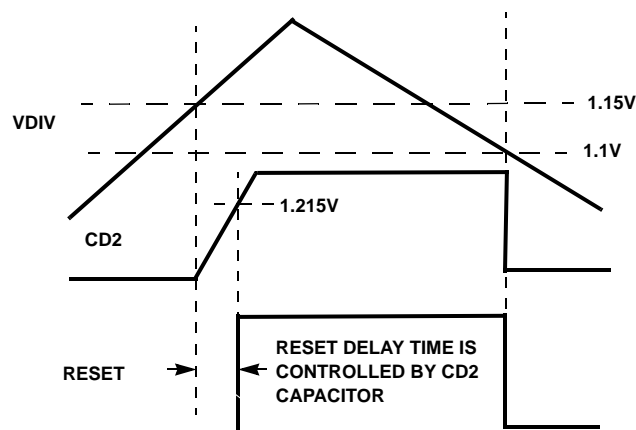 1.15V
VDIV
1.1V
1.215V
CD2
RESET DELAY TIME IS
CONTROLLED BY CD2
CAPACITOR
RESET